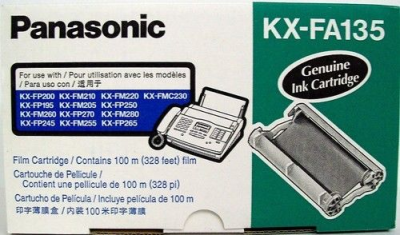 Panasonic
KX-FA135
For use with / Pour utilisation avec les modèles
/ Para uso con / 适用于
KX-FP200 KX-FM210 KX-FM220 KX-FMC230
KX-FP195 KX-FM205 KX-FP250
KX-FM260 KX-FP270 KX-FM280
KX-FP245 KX-FM255 KX-FP265
Genuine
Ink Cartridge
Film Cartridge / Contains 100 m (328 feet) film
Cartouche de Pellicule /
Contient une pellicule de 100 m (328 pi)
Cartucho de Película / Incluye película de 100 m
印字薄膜盒 / 内装100米印字薄膜